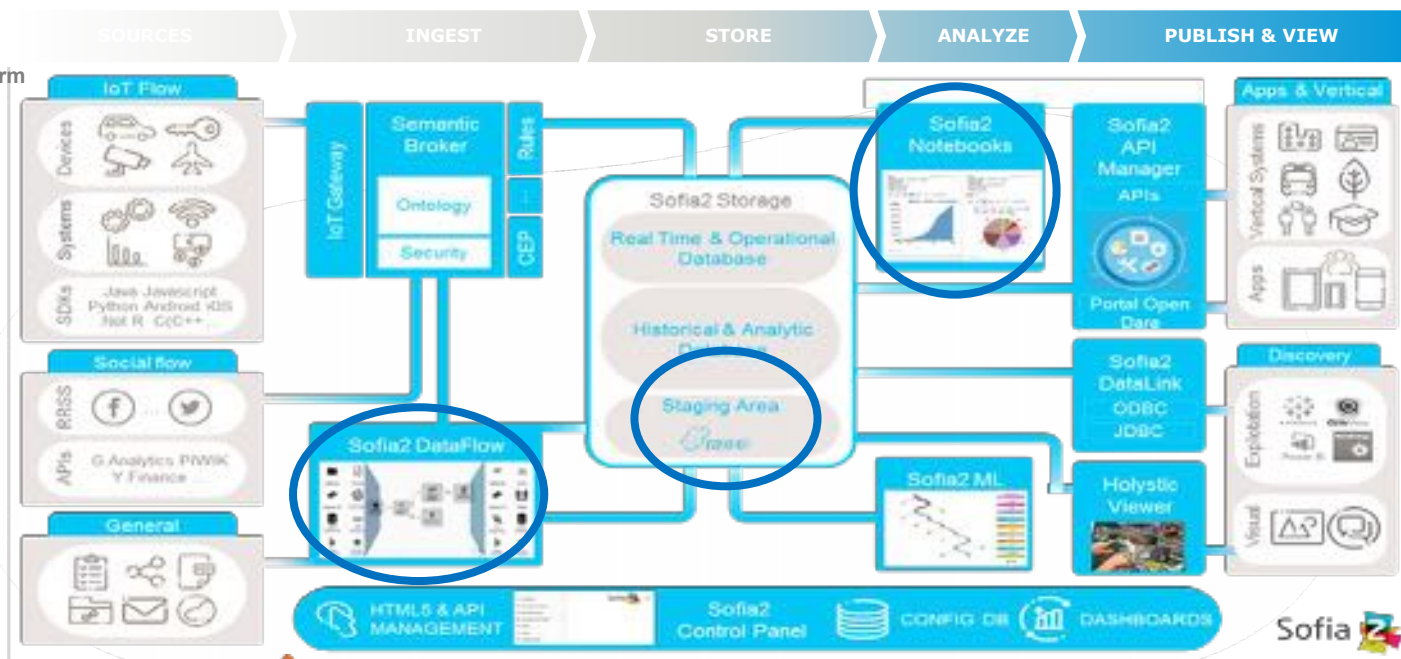 SOURCES
INGEST
STORE
ANALYZE
PUBLISH & VIEW
rm
IoT Flow
Devices
Systems
SDKs
Java Javascript
Python Android iOS
.Net R C/C++ ...
Social flow
RRSS
...
APIs
G.Analytics PIWIK
Y Finance ...
General
IoT Gateway
Semantic
Broker
Ontology
Security
Rules
...
CEP
Sofia2 DataFlow
Sofia2 Storage
Real Time & Operational
Database
Historical & Analytic
Database
Staging Area
Sofia2
Notebooks
Sofia2 ML
Sofia2
API
Manager
APIs
Portal Open
Sofia2
DataLink
ODBC
JDBC
Holystic
Viewer
Apps & Vertical
Vertical Systems
Apps
Discovery
Explotation
Power BI
Visual
HTML5 & API
MANAGEMENT
Sofia2
Control Panel
CONFIG DB
DASHBOARDS
Sofia 2